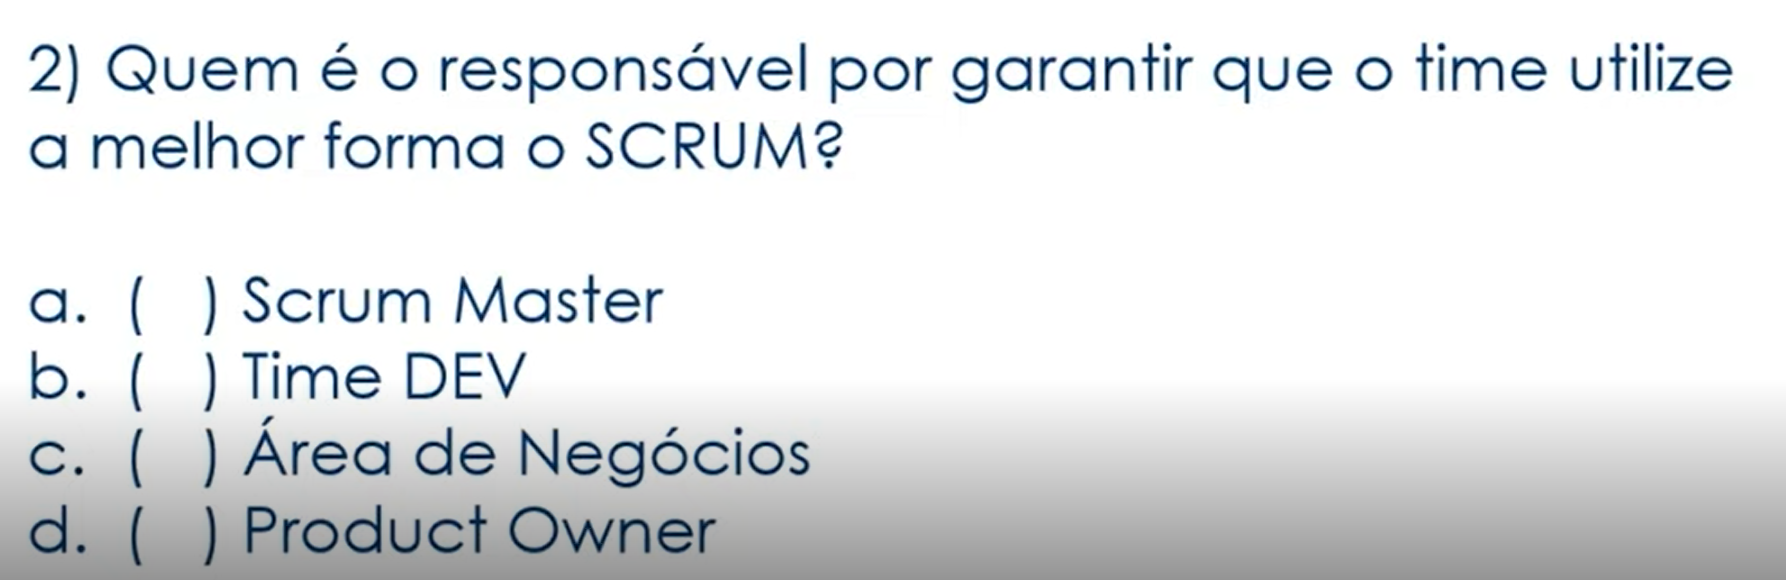 2) Quem é o responsável por garantir que o time utilize
a melhor forma o SCRUM?
a. ( ) Scrum Master
b. ( ) Time DEV
c. ( ) Área de Negócios
d. ( ) Product Owner